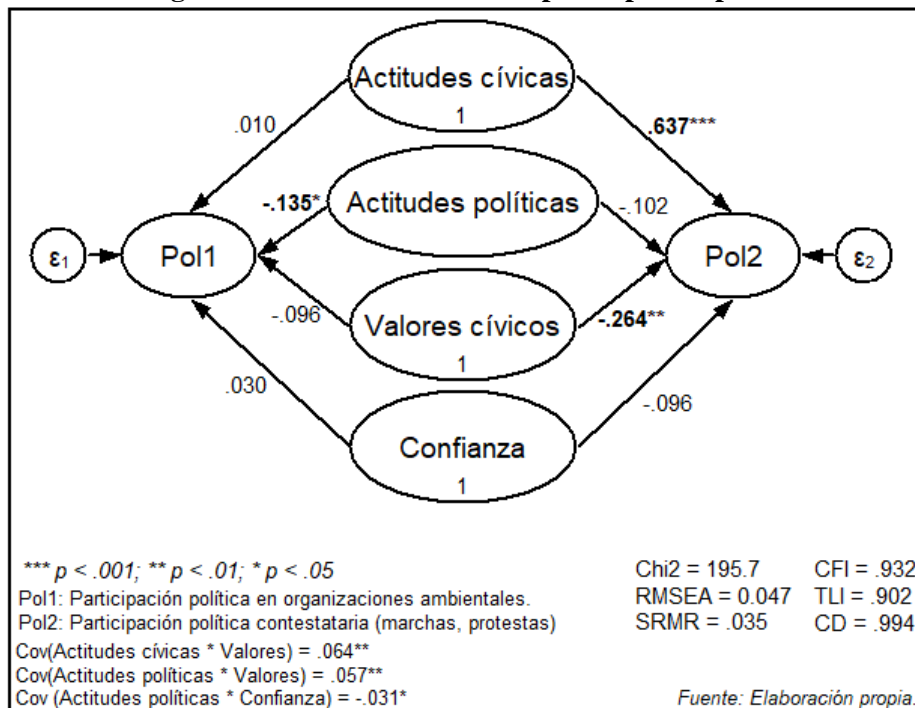 Actitudes cívicas
1
.010
.637***
-.135*
Actitudes políticas
-.102
ε1
Pol1
Pol2
ε2
-.096
Valores cívicos
1
-.264**
.030
Confianza
1
-.096
*** p < .001; ** p < .01; * p < .05
Pol1: Participación política en organizaciones ambientales.
Pol2: Participación política contestataria (marchas, protestas)
Cov(Actitudes cívicas * Valores) = .064**
Cov(Actitudes políticas * Valores) = .057**
Cov (Actitudes políticas * Confianza) = -.031*
Chi2 = 195.7 CFI = .932
RMSEA = 0.047 TLI = .902
SRMR = .035 CD = .994
Fuente: Elaboración propia.